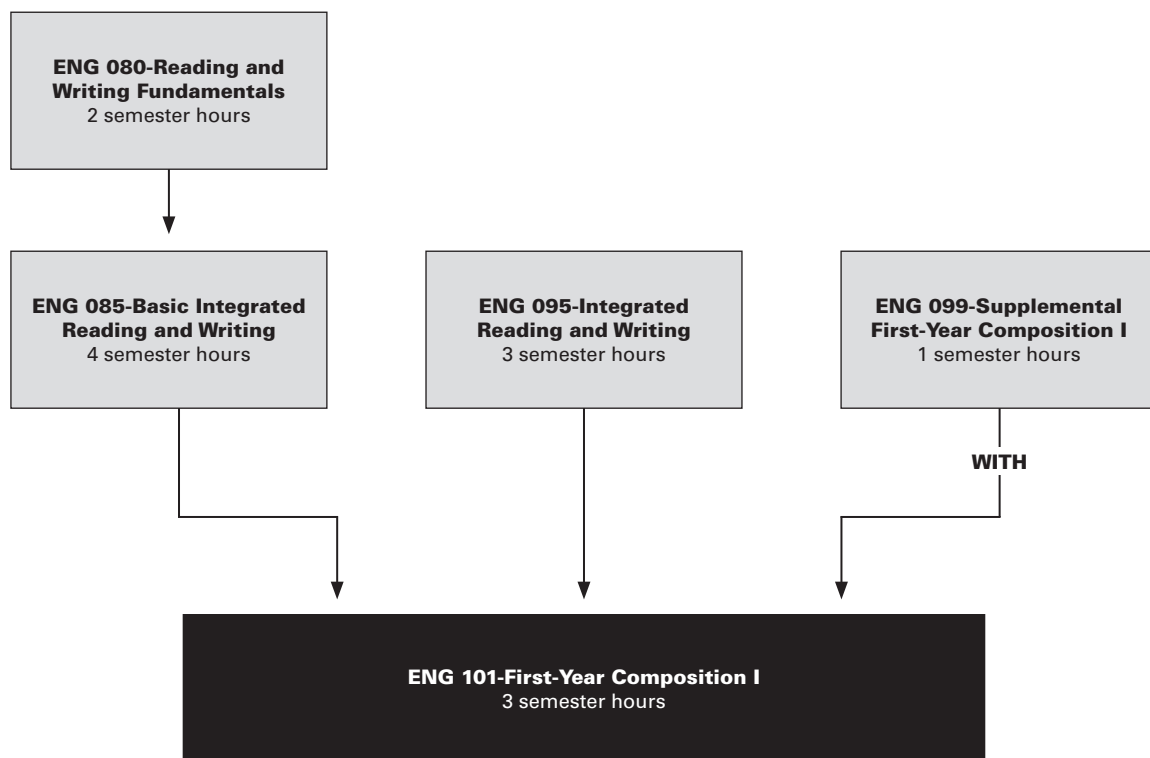 ENG 080-Reading and
Writing Fundamentals
2 semester hours
ENG 085-Basic Integrated
Reading and Writing
4 semester hours
ENG 095-Integrated
Reading and Writing
3 semester hours
ENG 099-Supplemental
First-Year Composition I
1 semester hours
WITH
ENG 101-First-Year Composition I
3 semester hours